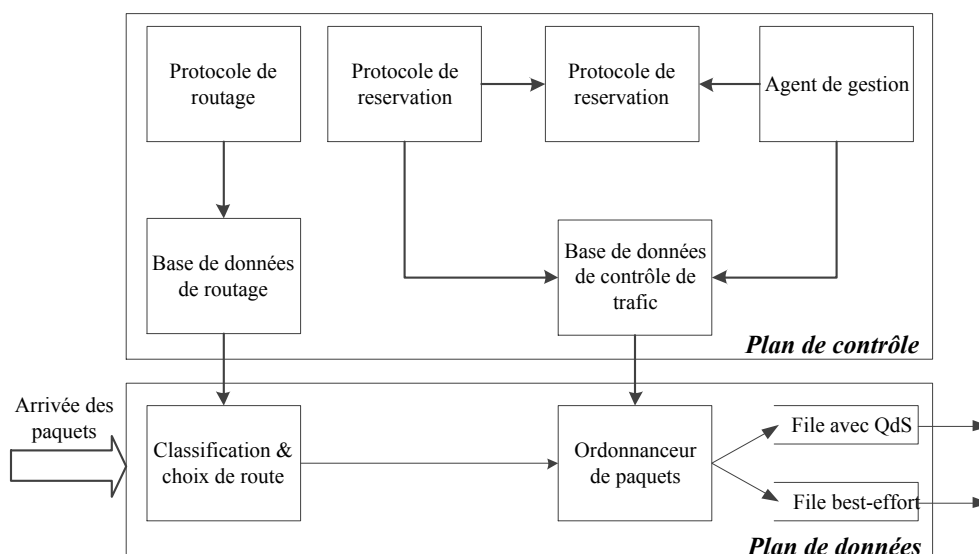 Protocole de
routage
Protocole de
reservation
Protocole de
reservation
Agent de gestion
Base de données
de routage
Base de données
de contrôle de
trafic
Plan de contrôle
Arrivée des
paquets
Classification &
choix de route
Ordonnanceur
de paquets
File avec QdS
File best-effort
Plan de données